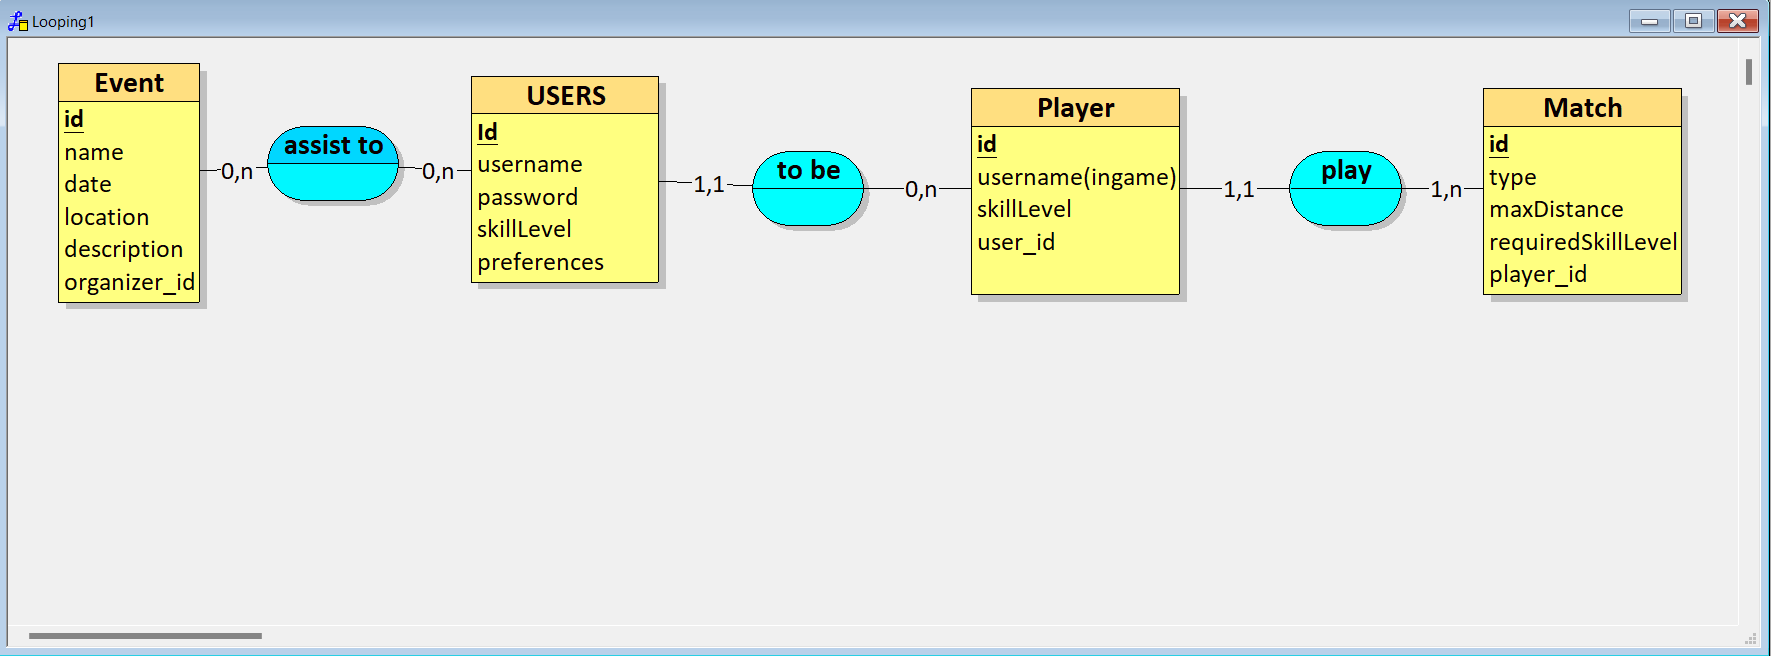 Looping1
Event
id
name
date
location
description
organizer_id
0,n
assist to
0,n
USERS
Id
username
password
skillLevel
preferences
1,1
to be
0,n
Player
id
username(ingame)
skillLevel
user_id
1,1
play
1,n
Match
id
type
maxDistance
requiredSkillLevel
player_id